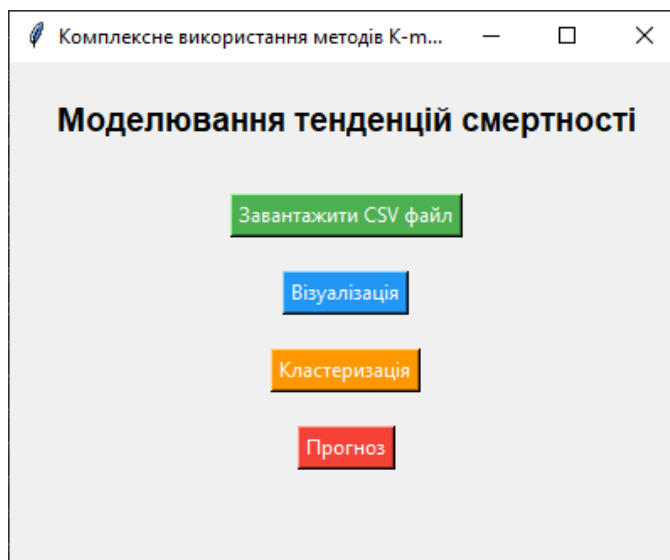 Комплексне використання методів K-m...
Моделювання тенденцій смертності
Завантажити CSV файл
Візуалізація
Кластеризація
Прогноз